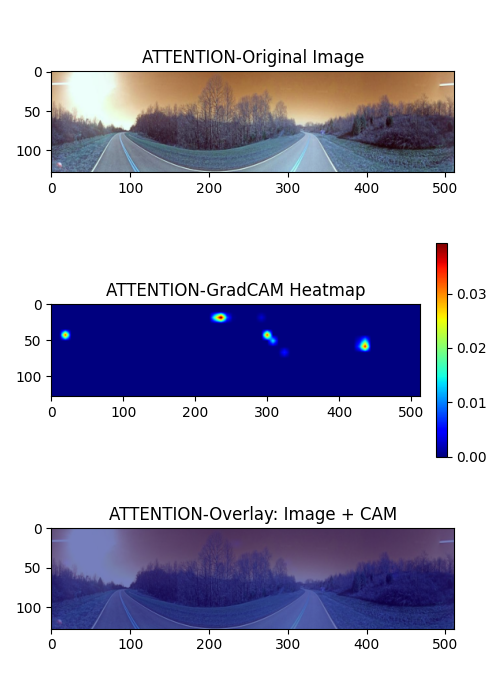 ATTENTION-Original Image
0
50
100
0 100 200 300 400 500
ATTENTION-GradCAM Heatmap
0
50
100
0 100 200 300 400 500
0.03
0.02
0.01
0.00
ATTENTION-Overlay: Image + CAM
0
50
100
0 100 200 300 400 500